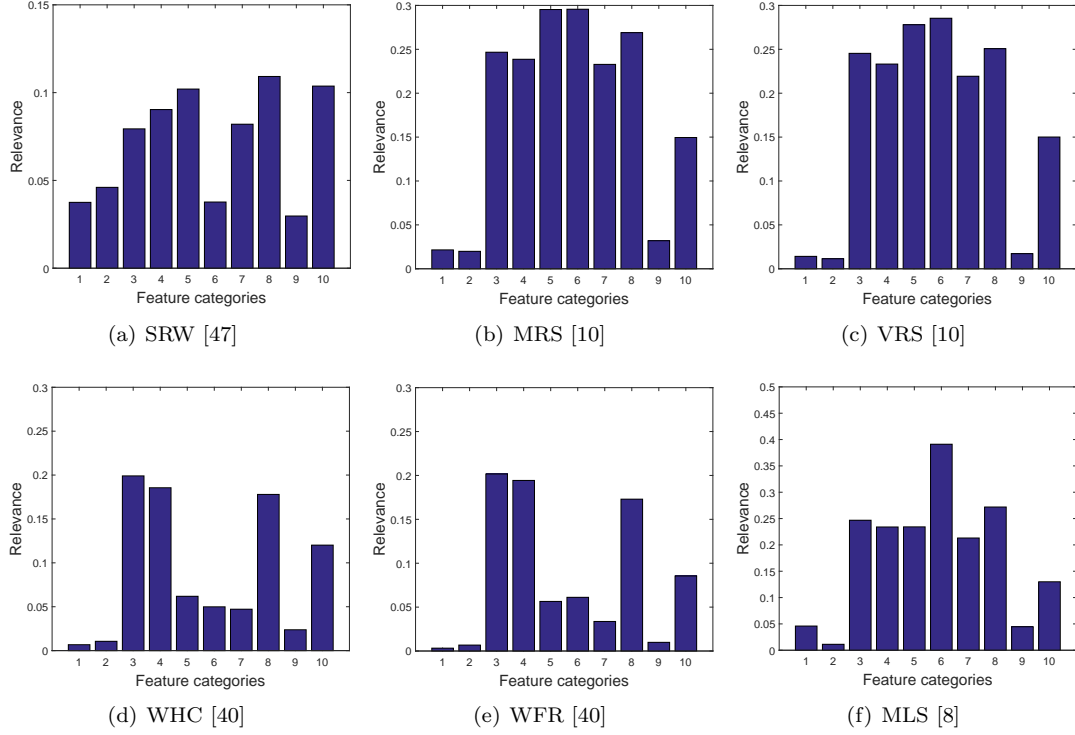 0.15
0.1
0.05
0
Relevance
1 2 3 4 5 6 7 8 9 10
Feature categories
(a) SRW [47]
0.3
0.25
0.2
0.15
0.1
0.05
0
Relevance
1 2 3 4 5 6 7 8 9 10
Feature categories
(b) MRS [10]
0.3
0.25
0.2
0.15
0.1
0.05
0
Relevance
1 2 3 4 5 6 7 8 9 10
Feature categories
(c) VRS [10]
0.3
0.25
0.2
0.15
0.1
0.05
0
Relevance
1 2 3 4 5 6 7 8 9 10
Feature categories
(d) WHC [40]
0.3
0.25
0.2
0.15
0.1
0.05
0
Relevance
1 2 3 4 5 6 7 8 9 10
Feature categories
(e) WFR [40]
0.5
0.45
0.4
0.35
0.3
0.25
0.2
0.15
0.1
0.05
0
Relevance
1 2 3 4 5 6 7 8 9 10
Feature categories
(f) MLS [8]